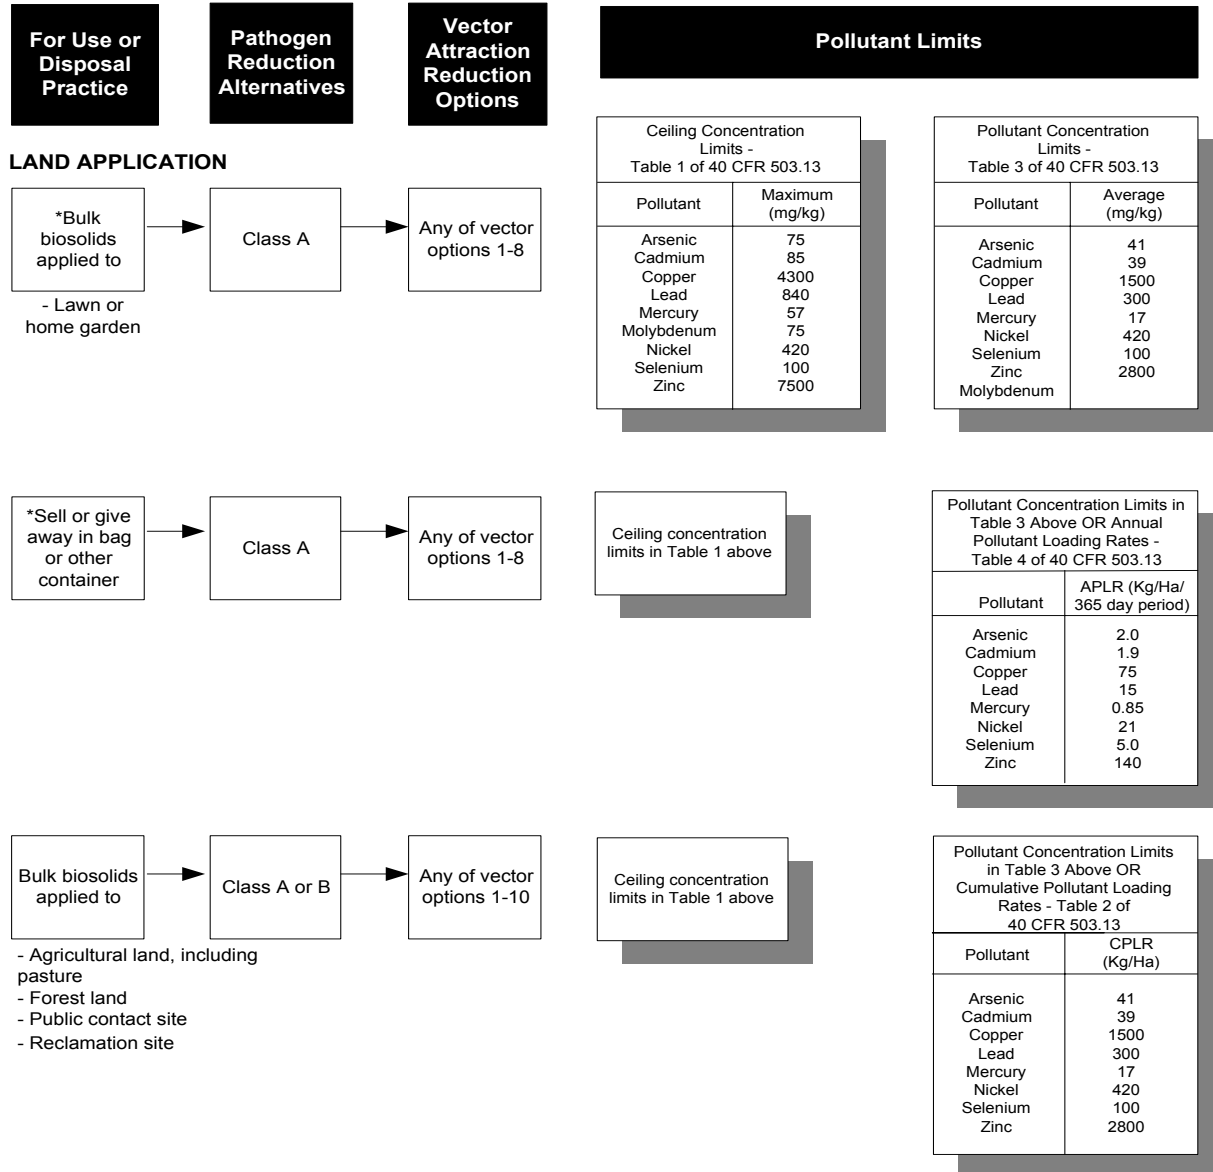 For Use or
Disposal
Practice
Pathogen
Reduction
Alternatives
Vector
Attraction
Reduction
Options
Pollutant Limits
LAND APPLICATION
*Bulk
biosolids
applied to
- Lawn or
home garden
Class A
Any of vector
options 1-8
Ceiling Concentration
Limits -
Table 1 of 40 CFR 503.13
Pollutant
Maximum
(mg/kg)
Arsenic 75
Cadmium 85
Copper 4300
Lead 840
Mercury 57
Molybdenum 75
Nickel 420
Selenium 100
Zinc 7500
Pollutant Concentration
Limits -
Table 3 of 40 CFR 503.13
Pollutant
Average
(mg/kg)
Arsenic 41
Cadmium 39
Copper 1500
Lead 300
Mercury 17
Nickel 420
Selenium 100
Zinc 2800
Molybdenum
*Sell or give
away in bag
or other
container
Class A
Any of vector
options 1-8
Ceiling concentration
limits in Table 1 above
Pollutant Concentration Limits in
Table 3 Above OR Annual
Pollutant Loading Rates -
Table 4 of 40 CFR 503.13
Pollutant
APLR (Kg/Ha/
365 day period)
Arsenic 2.0
Cadmium 1.9
Copper 75
Lead 15
Mercury 0.85
Nickel 21
Selenium 5.0
Zinc 140
Bulk biosolids
applied to
- Agricultural land, including
pasture
- Forest land
- Public contact site
- Reclamation site
Class A or B
Any of vector
options 1-10
Ceiling concentration
limits in Table 1 above
Pollutant Concentration Limits
in Table 3 Above OR
Cumulative Pollutant Loading
Rates - Table 2 of
40 CFR 503.13
Pollutant
CPLR
(Kg/Ha)
Arsenic 41
Cadmium 39
Copper 1500
Lead 300
Mercury 17
Nickel 420
Selenium 100
Zinc 2800